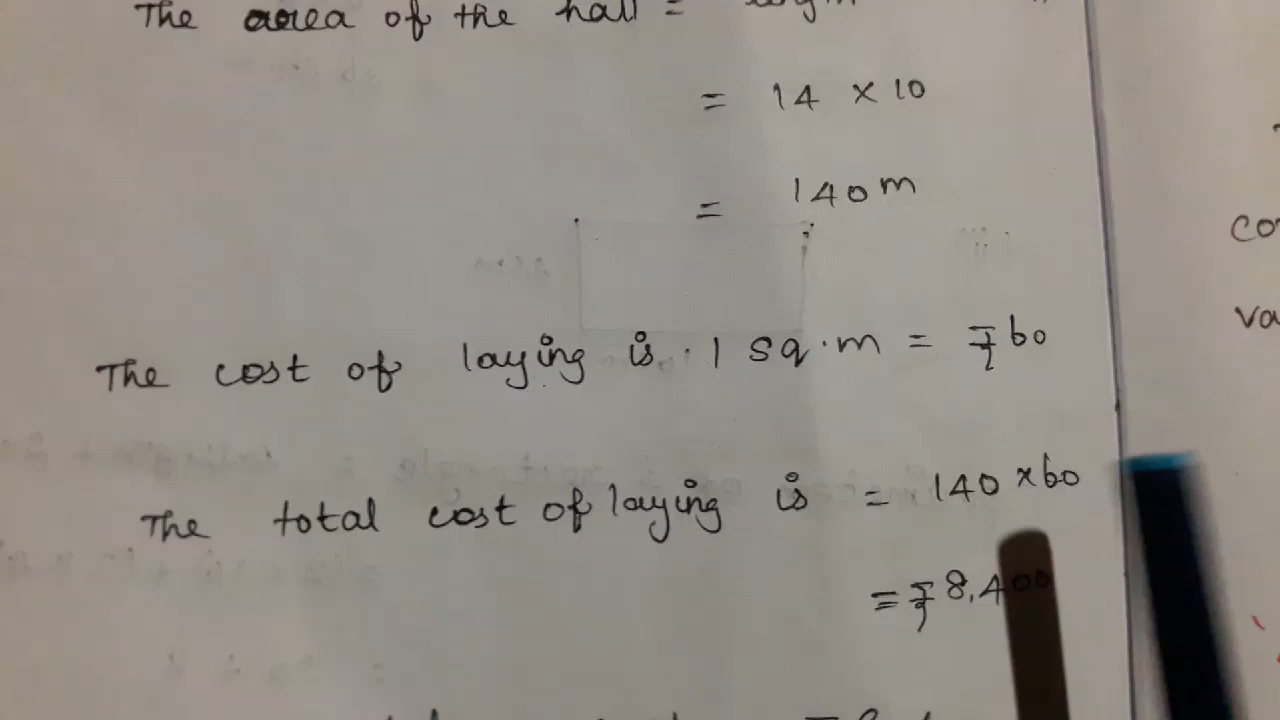 The area of the hall =
= 14 × 10
= 140 m
The cost of laying is 1 sq.m = ₹60
The total cost of laying is = 140 × 60
= ₹8,400